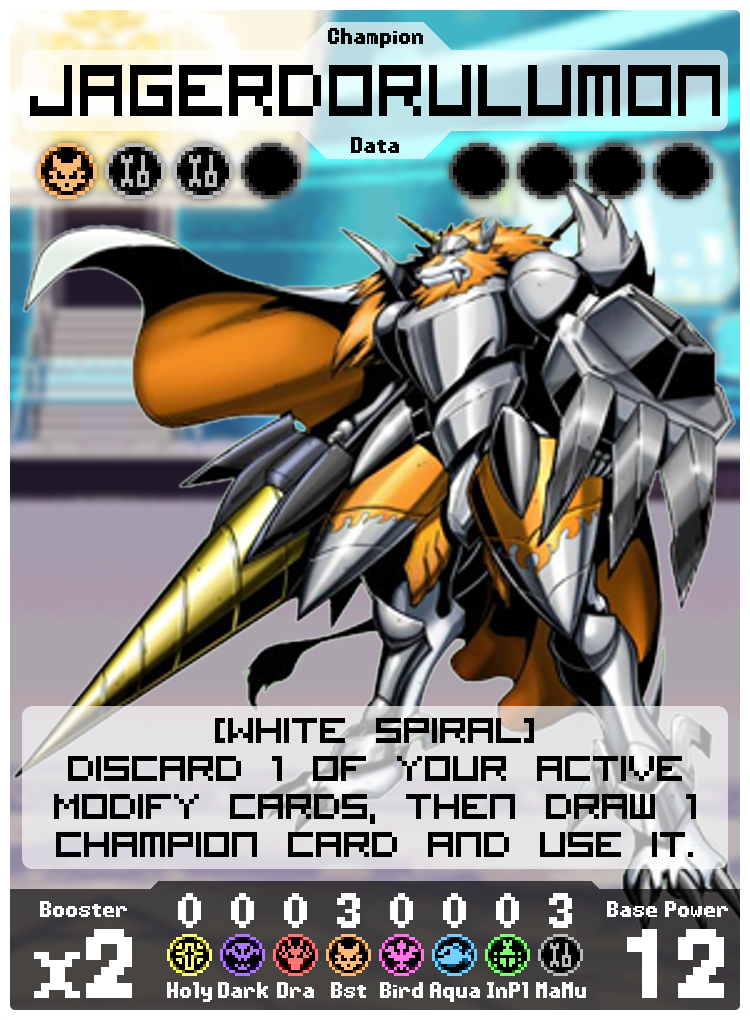 Champion
JAGERDORULUMON
Data
[WHITE SPIRAL]
DISCARD 1 OF YOUR ACTIVE
MODIFY CARDS, THEN DRAW 1
CHAMPION CARD AND USE IT.
Booster 0 0 0 3 0 0 0 3 Base Power
x2 12
Holy Dark Dra Bst Bird Aqua InPl MaMu